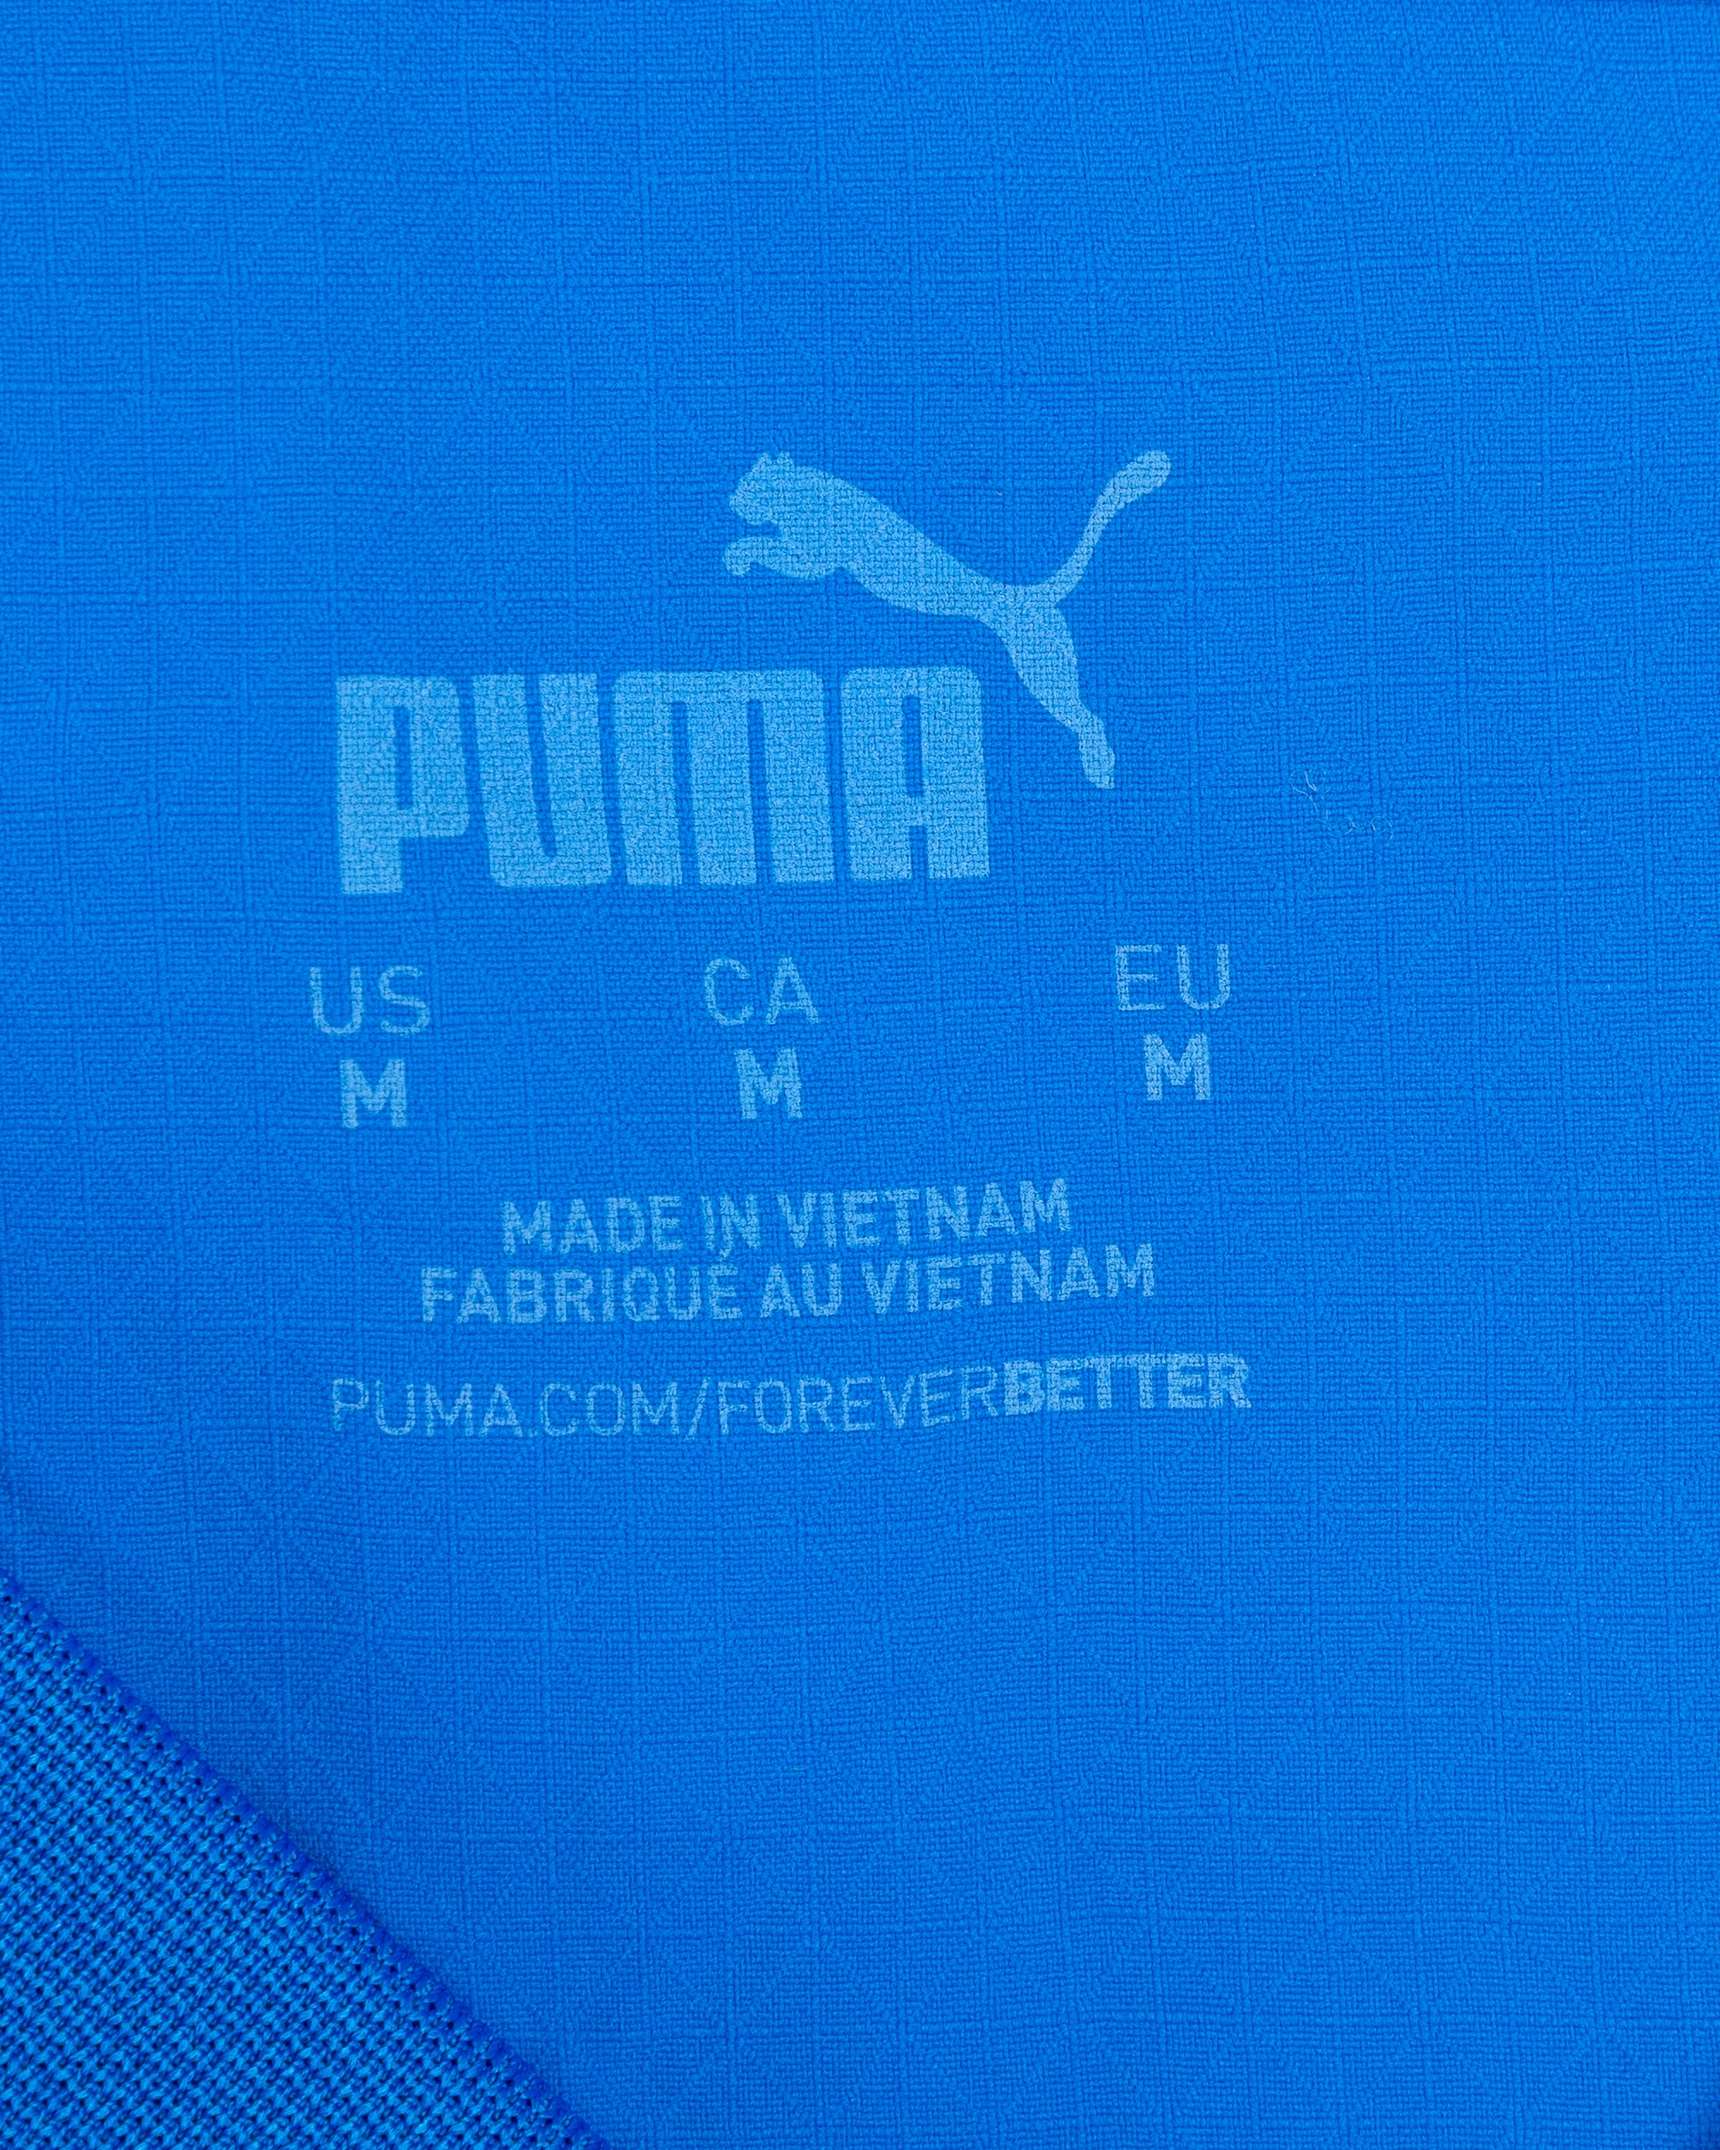 PUMA
US CA EU
M M M
MADE IN VIETNAM
FABRIQUÉ AU VIETNAM
PUMA.COM/FOREVERBETTER